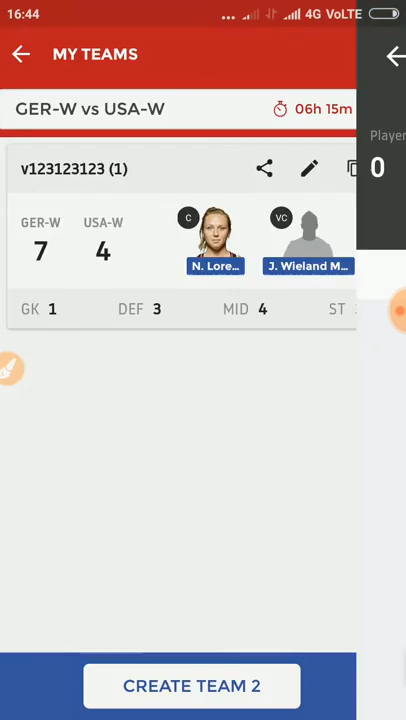 16:44 ... 4G VoLTE
MY TEAMS
GER-W vs USA-W 06h 15m
Player
0
v123123123 (1)
GER-W USA-W C VC
7 4
N. Lore... J. Wieland M...
GK 1 DEF 3 MID 4 ST
CREATE TEAM 2